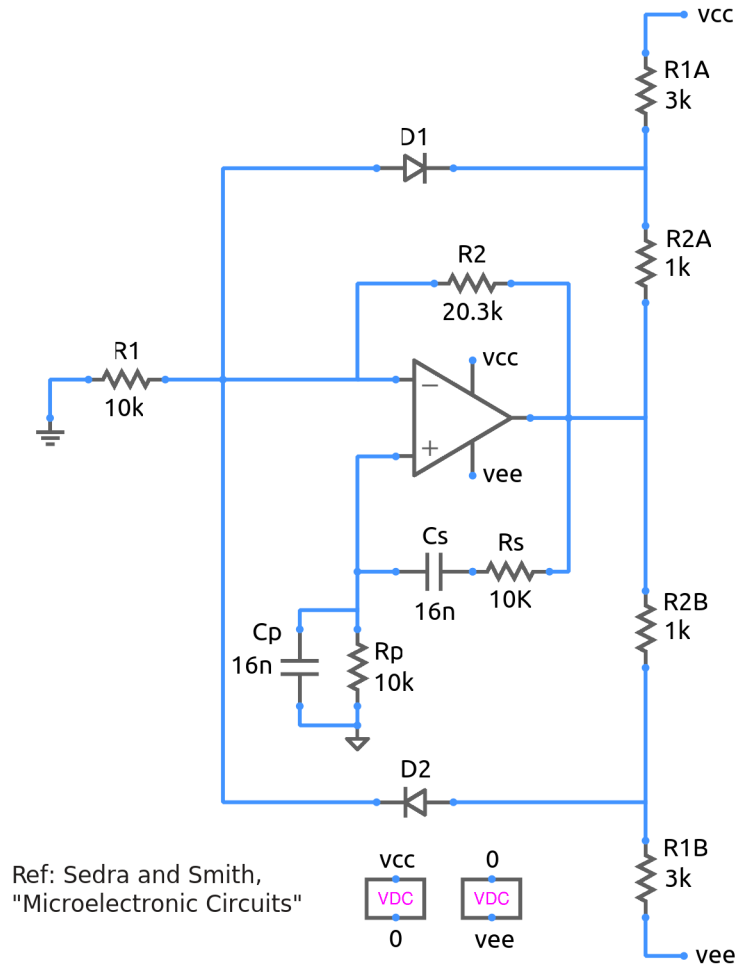 vcc
R1A
3k
D1
R2A
1k
R2
20.3k
R1
10k
vcc
−
+
vee
Cs
16n
Rs
10K
Cp
16n
Rp
10k
R2B
1k
D2
R1B
3k
vcc
VDC
0
0
VDC
vee
Ref: Sedra and Smith,
"Microelectronic Circuits"
vee